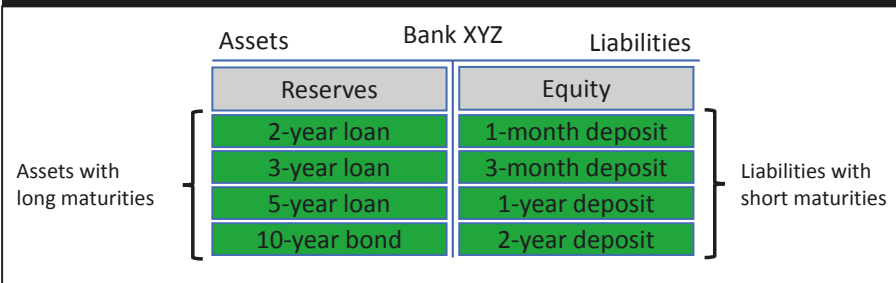 Bank XYZ
Assets
Liabilities
Reserves
Equity
2-year loan
1-month deposit
3-year loan
3-month deposit
5-year loan
1-year deposit
10-year bond
2-year deposit
Assets with
long maturities
Liabilities with
short maturities